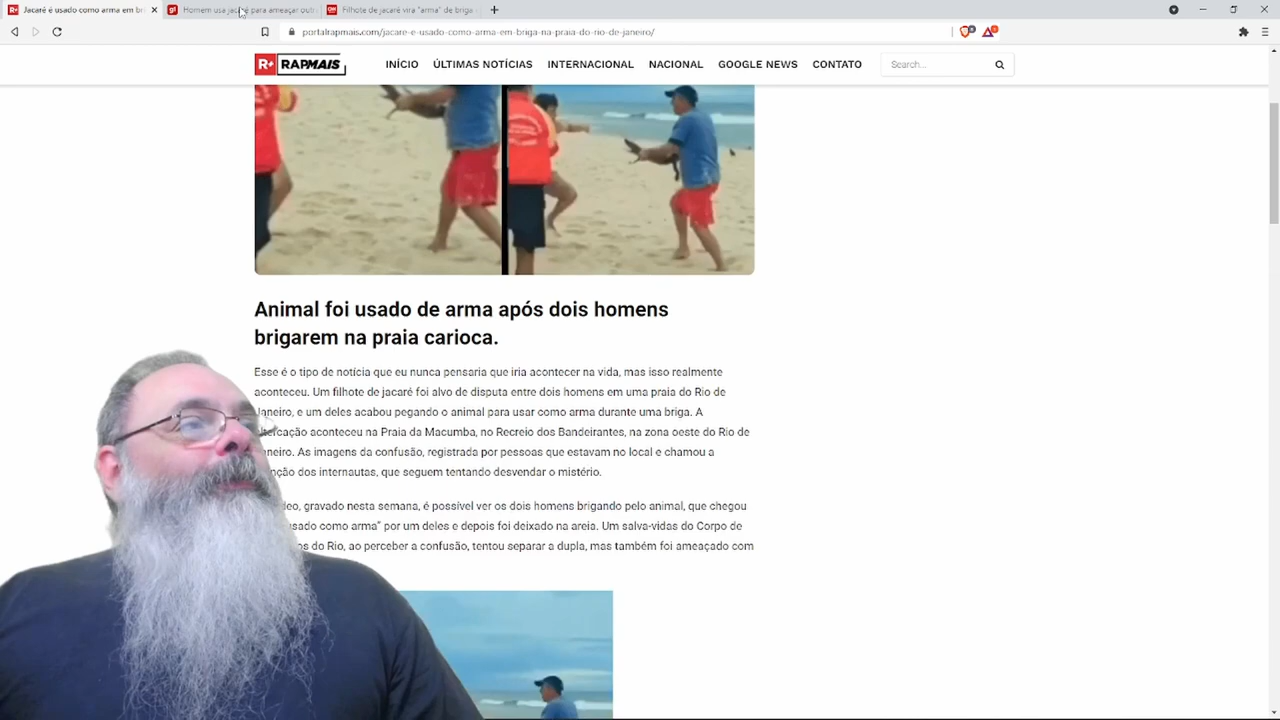 Jacaré é usado como arma em br
Homem usa jacaré para ameaçar outr
Filhote de jacaré vira "arma" de briga
portalrapmais.com/jacare-e-usado-como-arma-em-briga-na-praia-do-rio-de-janeiro/
R+ RAPMAIS
INÍCIO ÚLTIMAS NOTÍCIAS INTERNACIONAL NACIONAL GOOGLE NEWS CONTATO
Search...
Animal foi usado de arma após dois homens
brigarem na praia carioca.
Esse é o tipo de notícia que eu nunca pensaria que iria acontecer na vida, mas isso realmente
aconteceu. Um filhote de jacaré foi alvo de disputa entre dois homens em uma praia do Rio de
Janeiro, e um deles acabou pegando o animal para usar como arma durante uma briga. A
altercação aconteceu na Praia da Macumba, no Recreio dos Bandeirantes, na zona oeste do Rio de
neiro. As imagens da confusão, registrada por pessoas que estavam no local e chamou a
nção dos internautas, que seguem tentando desvendar o mistério.
deo, gravado nesta semana, é possível ver os dois homens brigando pelo animal, que chegou
usado como arma" por um deles e depois foi deixado na areia. Um salva-vidas do Corpo de
os do Rio, ao perceber a confusão, tentou separar a dupla, mas também foi ameaçado com